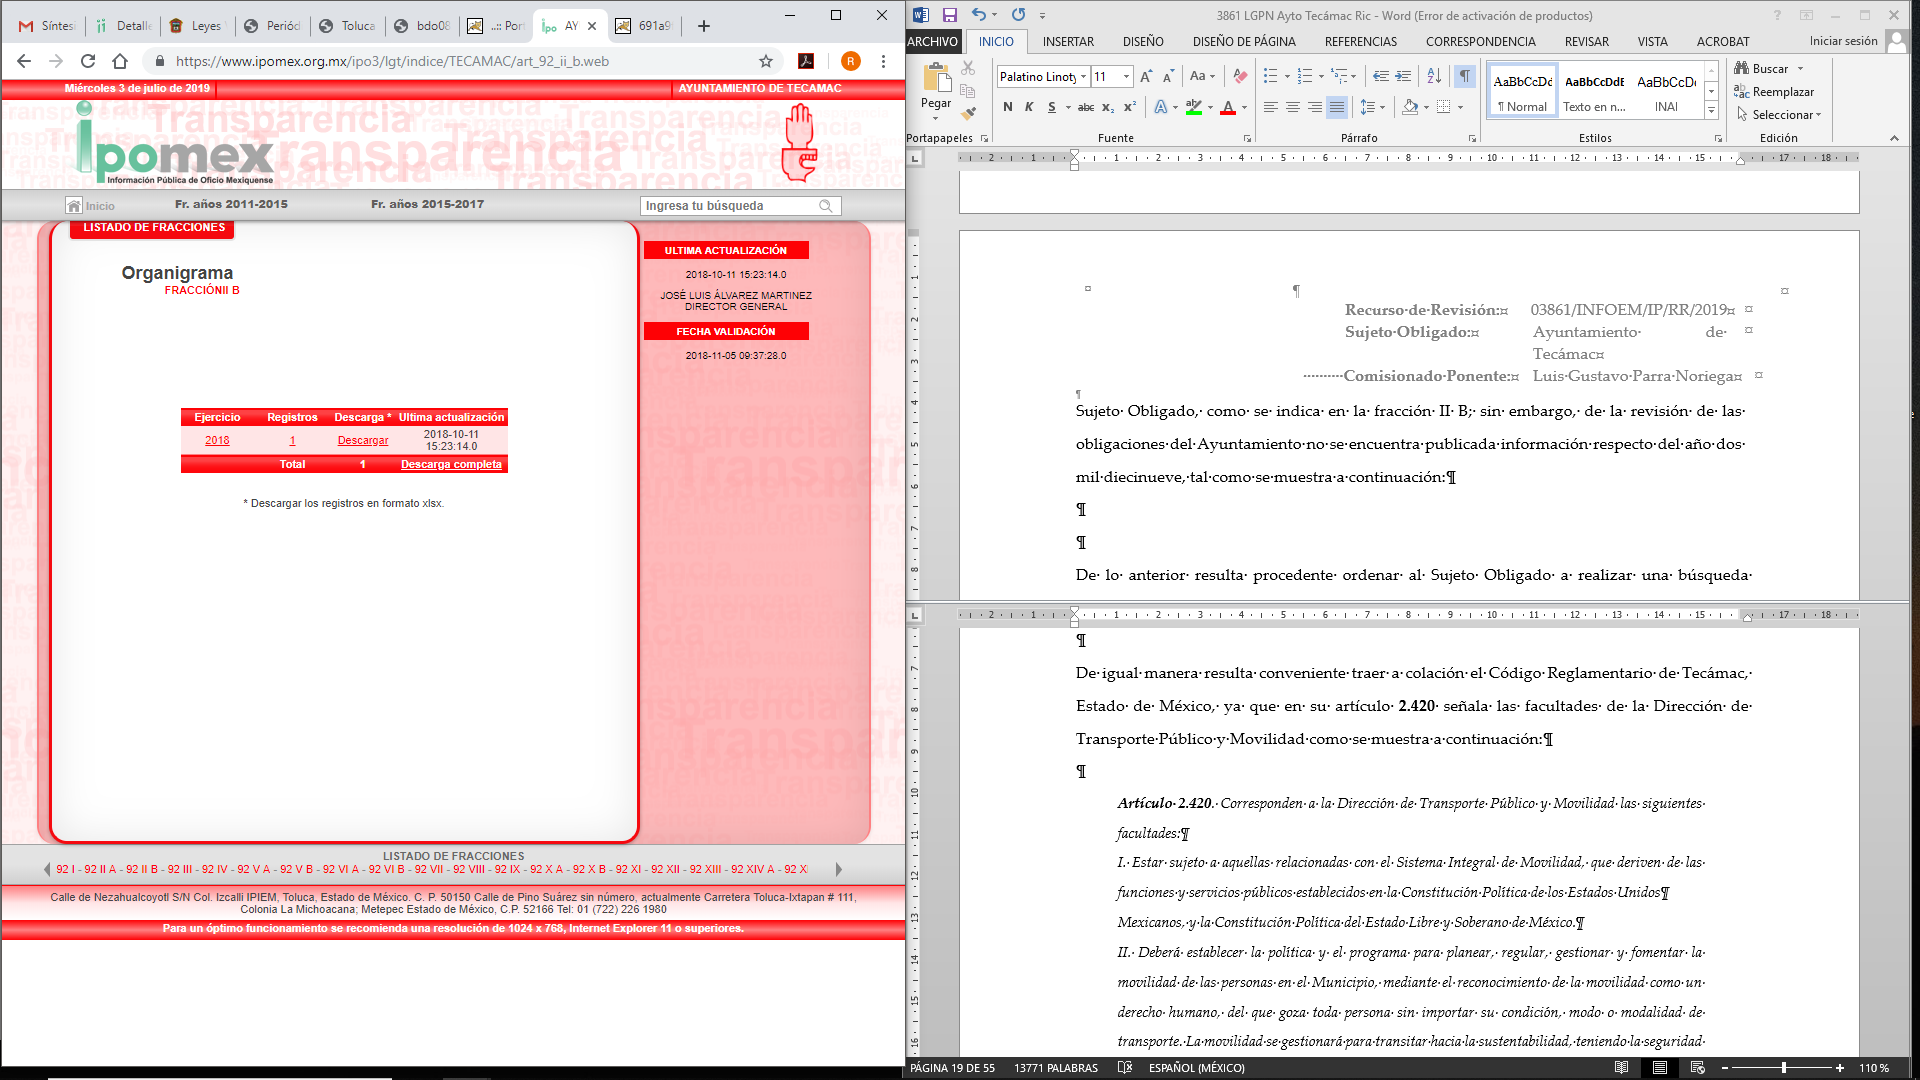 Síntesi
Detalle
Leyes
Periód
Toluca
bdo08
..:: Port
AY
691a9f
https://www.ipomex.org.mx/ipo3/lgt/indice/TECAMAC/art_92_ii_b.web
R
Miércoles 3 de julio de 2019
AYUNTAMIENTO DE TECAMAC
Transparencia
ipomex
Información Pública de Oficio Mexiquense
Inicio
Fr. años 2011-2015
Fr. años 2015-2017
Ingresa tu búsqueda
LISTADO DE FRACCIONES
Organigrama
FRACCIÓNII B
Ejercicio Registros Descarga * Ultima actualización
2018 1 Descargar 2018-10-11
15:23:14.0
Total 1 Descarga completa
* Descargar los registros en formato xlsx.
ULTIMA ACTUALIZACIÓN
2018-10-11 15:23:14.0
JOSÉ LUIS ÁLVAREZ MARTINEZ
DIRECTOR GENERAL
FECHA VALIDACIÓN
2018-11-05 09:37:28.0
LISTADO DE FRACCIONES
92 I - 92 II A - 92 II B - 92 III - 92 IV - 92 V A - 92 V B - 92 VI A - 92 VI B - 92 VII - 92 VIII - 92 IX - 92 X A - 92 X B - 92 XI - 92 XII - 92 XIII - 92 XIV A - 92 X
Calle de Nezahualcoyotl S/N Col. Izcalli IPIEM, Toluca, Estado de México. C. P. 50150 Calle de Pino Suárez sin número, actualmente Carretera Toluca-Ixtapan # 111,
Colonia La Michoacana; Metepec Estado de México, C.P. 52166 Tel: 01 (722) 226 1980
Para un óptimo funcionamiento se recomienda una resolución de 1024 x 768, Internet Explorer 11 o superiores.
3861 LGPN Ayto Tecámac Ric - Word (Error de activación de productos)
ARCHIVO INICIO INSERTAR DISEÑO DISEÑO DE PÁGINA REFERENCIAS CORRESPONDENCIA REVISAR VISTA ACROBAT Iniciar sesión
Pegar
Palatino Linoty 11
N K S abc x₂ x²
AaBbCcDd AaBbCcDdE AaBbCcDd
¶ Normal Texto en n... INAI
Buscar
Reemplazar
Seleccionar
Portapapeles Fuente Párrafo Estilos Edición
Recurso de Revisión: 03861/INFOEM/IP/RR/2019
Sujeto Obligado: Ayuntamiento de
Tecámac
Comisionado Ponente: Luis Gustavo Parra Noriega
¶
Sujeto Obligado, como se indica en la fracción II B; sin embargo, de la revisión de las
obligaciones del Ayuntamiento no se encuentra publicada información respecto del año dos
mil diecinueve, tal como se muestra a continuación:¶
¶
¶
De lo anterior resulta procedente ordenar al Sujeto Obligado a realizar una búsqueda
¶
De igual manera resulta conveniente traer a colación el Código Reglamentario de Tecámac,
Estado de México, ya que en su artículo 2.420 señala las facultades de la Dirección de
Transporte Público y Movilidad como se muestra a continuación:¶
¶
Artículo 2.420. Corresponden a la Dirección de Transporte Público y Movilidad las siguientes
facultades:¶
I. Estar sujeto a aquellas relacionadas con el Sistema Integral de Movilidad, que deriven de las
funciones y servicios públicos establecidos en la Constitución Política de los Estados Unidos¶
Mexicanos, y la Constitución Política del Estado Libre y Soberano de México.¶
II. Deberá establecer la política y el programa para planear, regular, gestionar y fomentar la
movilidad de las personas en el Municipio, mediante el reconocimiento de la movilidad como un
derecho humano, del que goza toda persona sin importar su condición, modo o modalidad de
transporte. La movilidad se gestionará para transitar hacia la sustentabilidad, teniendo la seguridad
PÁGINA 19 DE 55 13771 PALABRAS ESPAÑOL (MÉXICO) 110 %